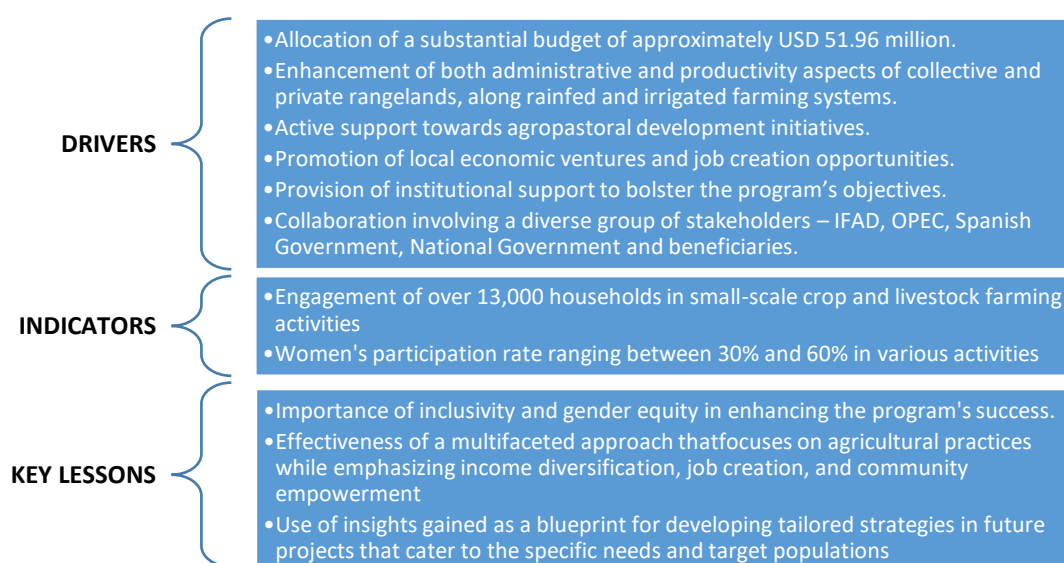 DRIVERS
•Allocation of a substantial budget of approximately USD 51.96 million.
•Enhancement of both administrative and productivity aspects of collective and
private rangelands, along rainfed and irrigated farming systems.
•Active support towards agropastoral development initiatives.
•Promotion of local economic ventures and job creation opportunities.
•Provision of institutional support to bolster the program's objectives.
•Collaboration involving a diverse group of stakeholders – IFAD, OPEC, Spanish
Government, National Government and beneficiaries.
INDICATORS
•Engagement of over 13,000 households in small-scale crop and livestock farming
activities
•Women's participation rate ranging between 30% and 60% in various activities
KEY LESSONS
•Importance of inclusivity and gender equity in enhancing the program's success.
•Effectiveness of a multifaceted approach thatfocuses on agricultural practices
while emphasizing income diversification, job creation, and community
empowerment
•Use of insights gained as a blueprint for developing tailored strategies in future
projects that cater to the specific needs and target populations